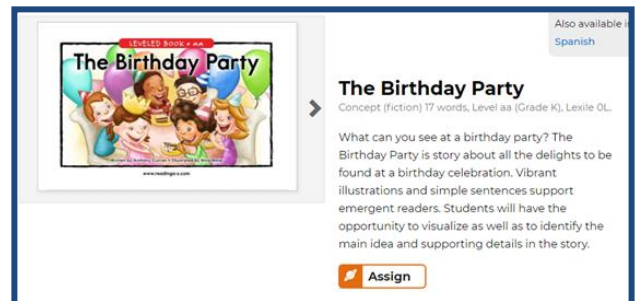 Also available i
Spanish
LEVELED BOOK • aa
The Birthday Party
www.readinga-z.com
The Birthday Party
Concept (fiction) 17 words, Level aa (Grade K), Lexile 0L.
What can you see at a birthday party? The
Birthday Party is story about all the delights to be
found at a birthday celebration. Vibrant
illustrations and simple sentences support
emergent readers. Students will have the
opportunity to visualize as well as to identify the
main idea and supporting details in the story.
Assign